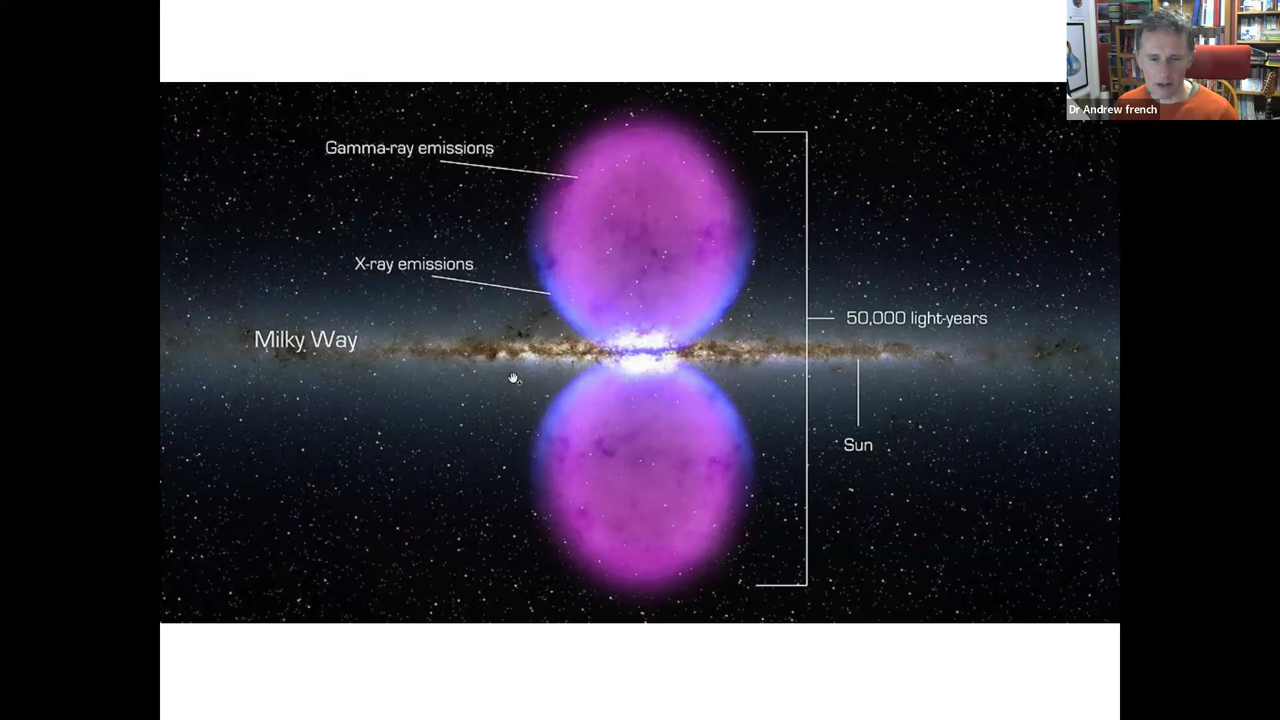 Dr Andrew french
Gamma-ray emissions
X-ray emissions
50,000 light-years
Milky Way
Sun